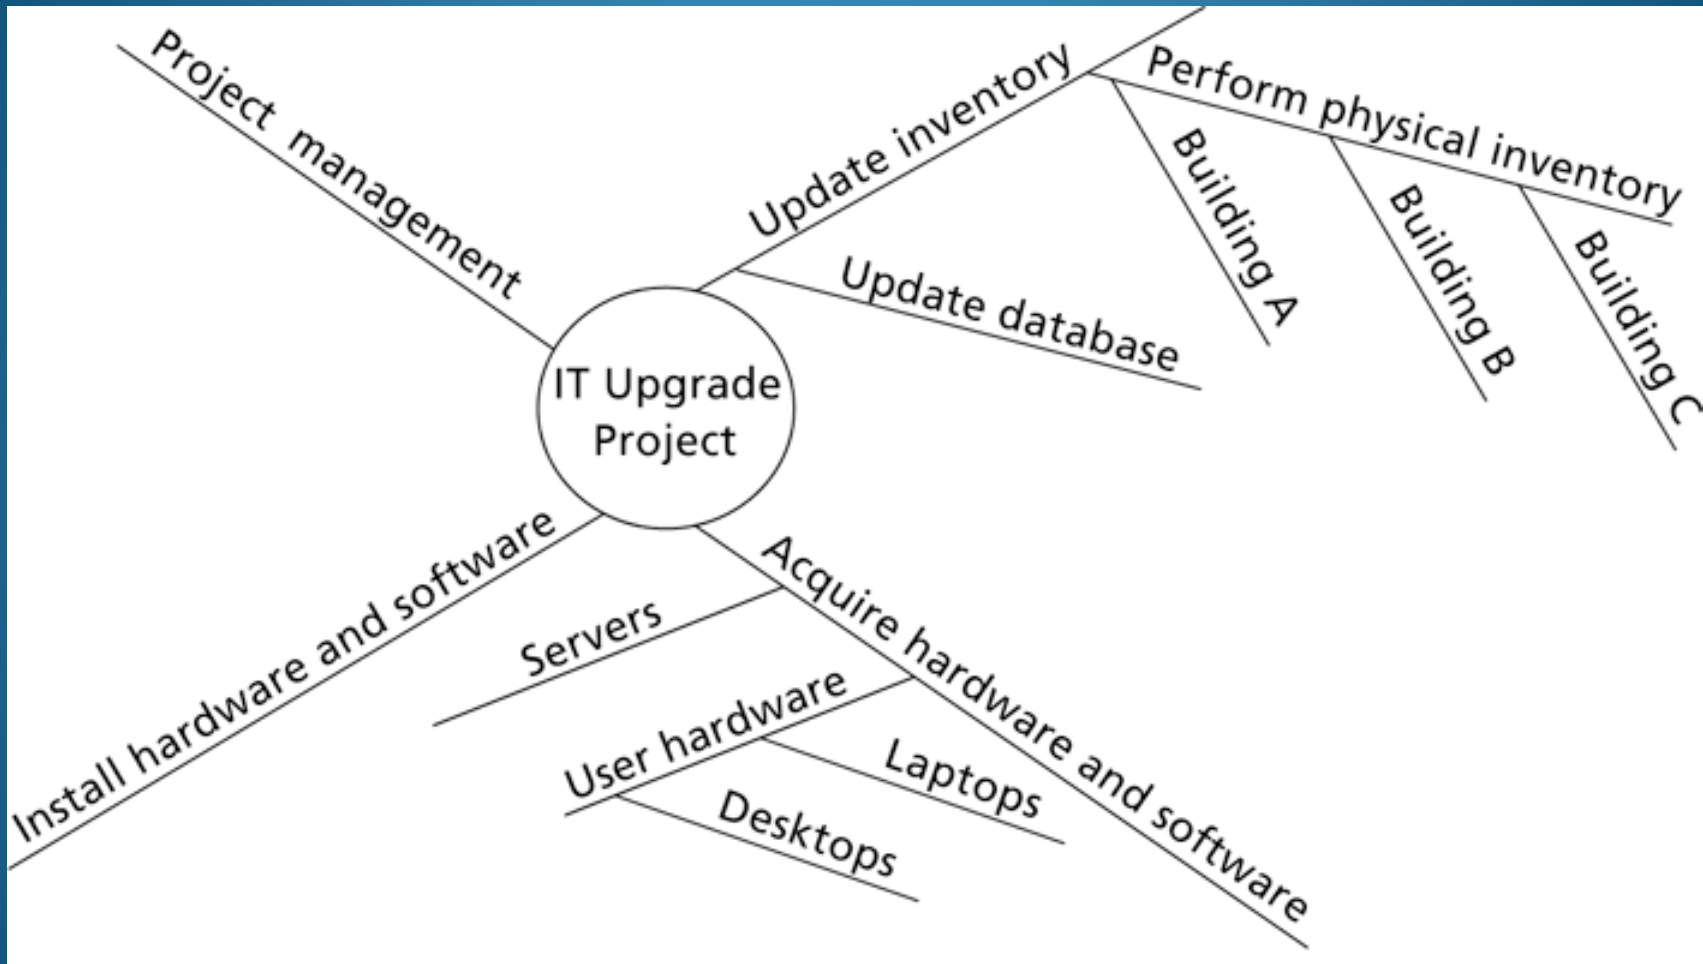 Project management
Update inventory
Perform physical inventory
Building A
Building B
Building C
Update database
IT Upgrade
Project
Install hardware and software
Acquire hardware and software
Servers
User hardware
Laptops
Desktops